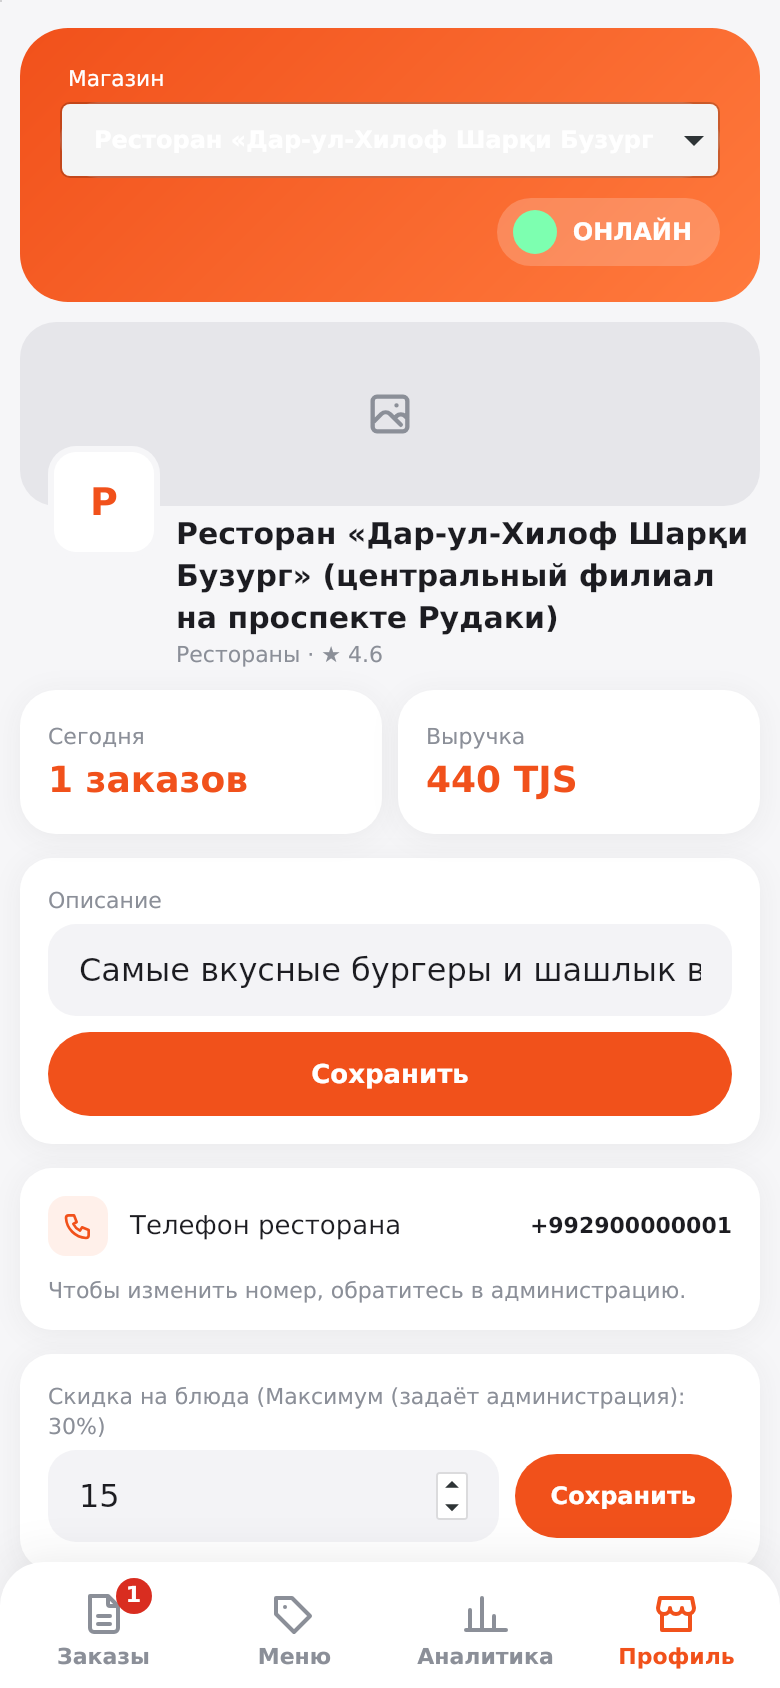 Магазин
Ресторан «Дар-ул-Хилоф Шарқи Бузург
ОНЛАЙН
Р
Ресторан «Дар-ул-Хилоф Шарқи
Бузург» (центральный филиал
на проспекте Рудаки)
Рестораны · ★ 4.6
Сегодня
1 заказов
Выручка
440 TJS
Описание
Самые вкусные бургеры и шашлык в
Сохранить
Телефон ресторана
+992900000001
Чтобы изменить номер, обратитесь в администрацию.
Скидка на блюда (Максимум (задаёт администрация):
30%)
15
Сохранить
1
Заказы
Меню
Аналитика
Профиль